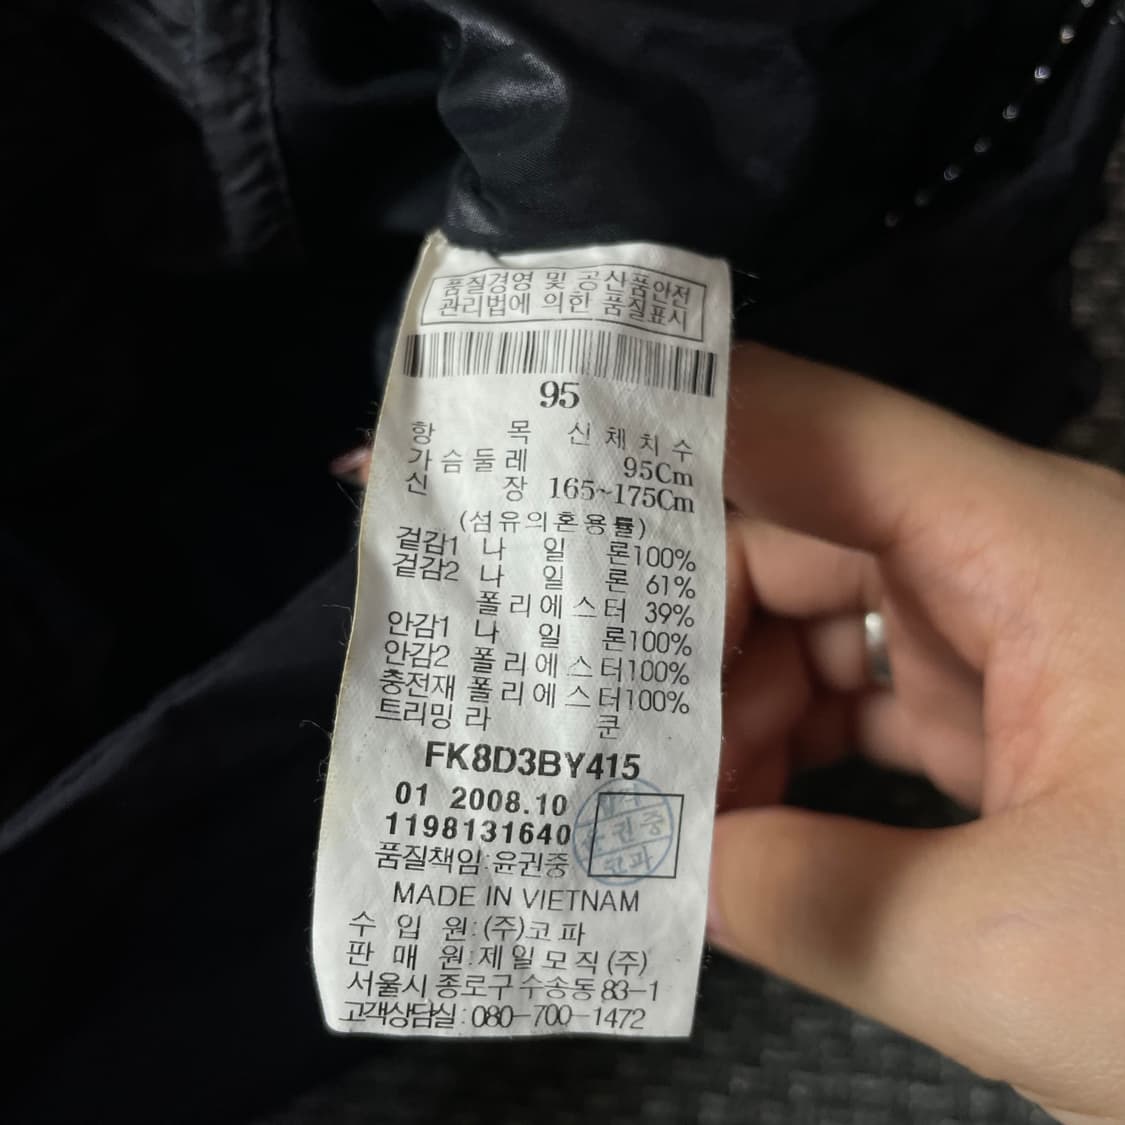 품질경영 및 공산품안전
관리법에 의한 품질표시
95
항 목 신체치수
가슴둘레 95Cm
신 장 165~175Cm
(섬유의혼용률)
겉감1 나 일 론100%
겉감2 나 일 론 61%
폴리에스터 39%
안감1 나 일 론100%
안감2 폴리에스터100%
충전재 폴리에스터100%
트리밍 라 쿤
FK8D3BY415
01 2008.10
1198131640
품질책임:윤권중
윤권중
코파
MADE IN VIETNAM
수 입 원:(주)코파
판 매 원:제일모직(주)
서울시 종로구 수송동 83-1
고객상담실:080-700-1472